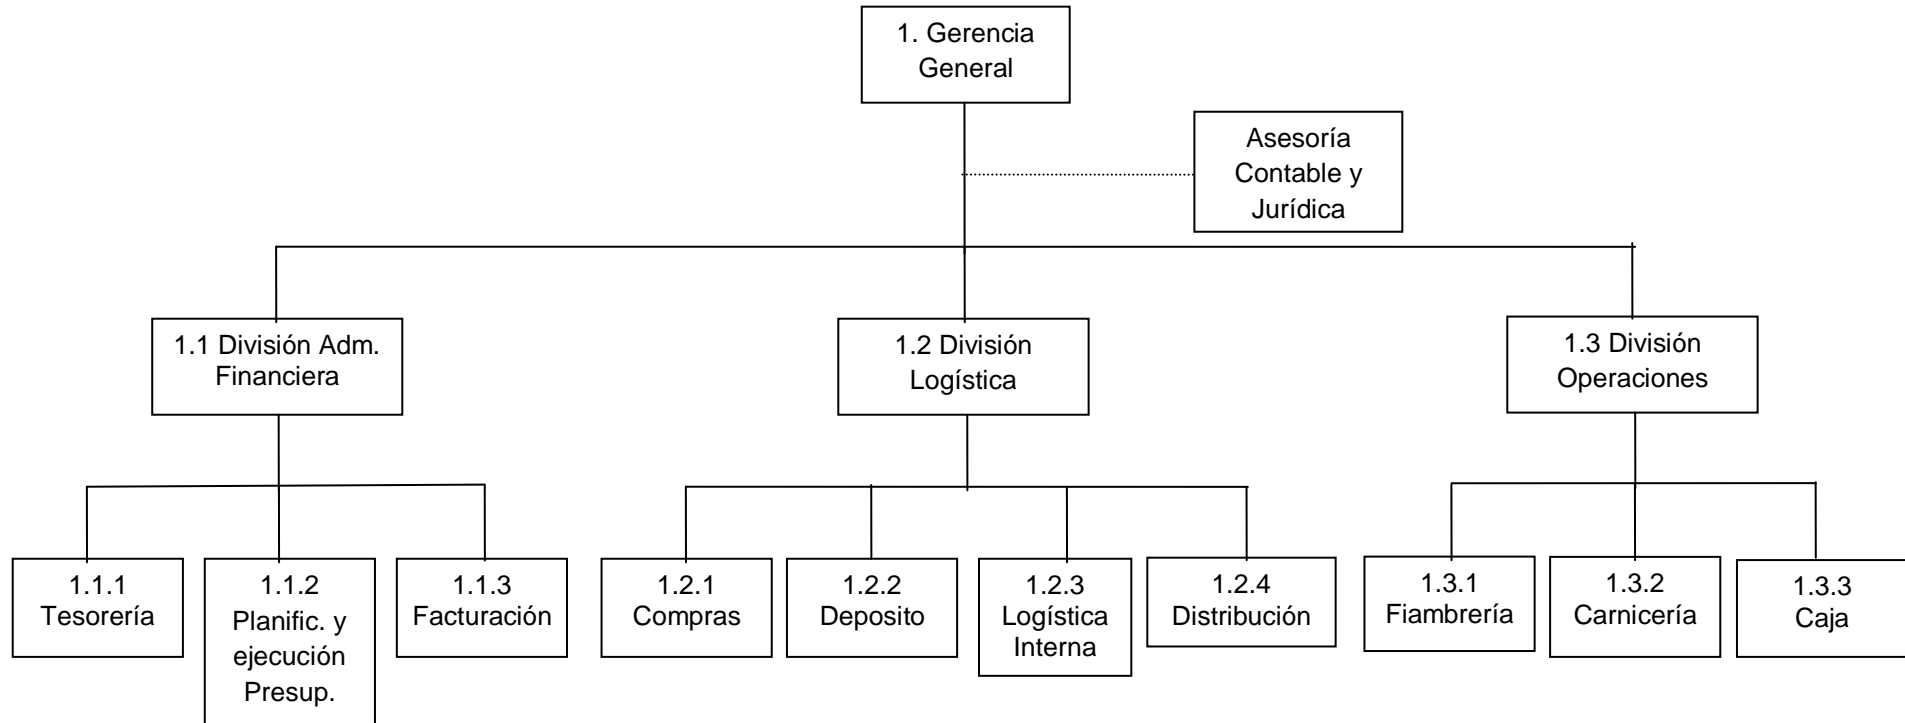 1. Gerencia
General
Asesoría
Contable y
Jurídica
1.1 División Adm.
Financiera
1.2 División
Logística
1.3 División
Operaciones
1.1.1
Tesorería
1.1.2
Planific. y
ejecución
Presup.
1.1.3
Facturación
1.2.1
Compras
1.2.2
Deposito
1.2.3
Logística
Interna
1.2.4
Distribución
1.3.1
Fiambrería
1.3.2
Carnicería
1.3.3
Caja